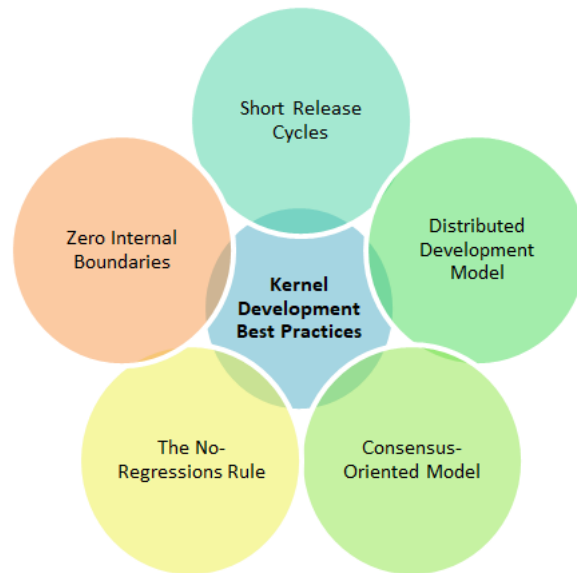 Short Release
Cycles
Distributed
Development
Model
Consensus-
Oriented Model
The No-
Regressions Rule
Zero Internal
Boundaries
Kernel
Development
Best Practices